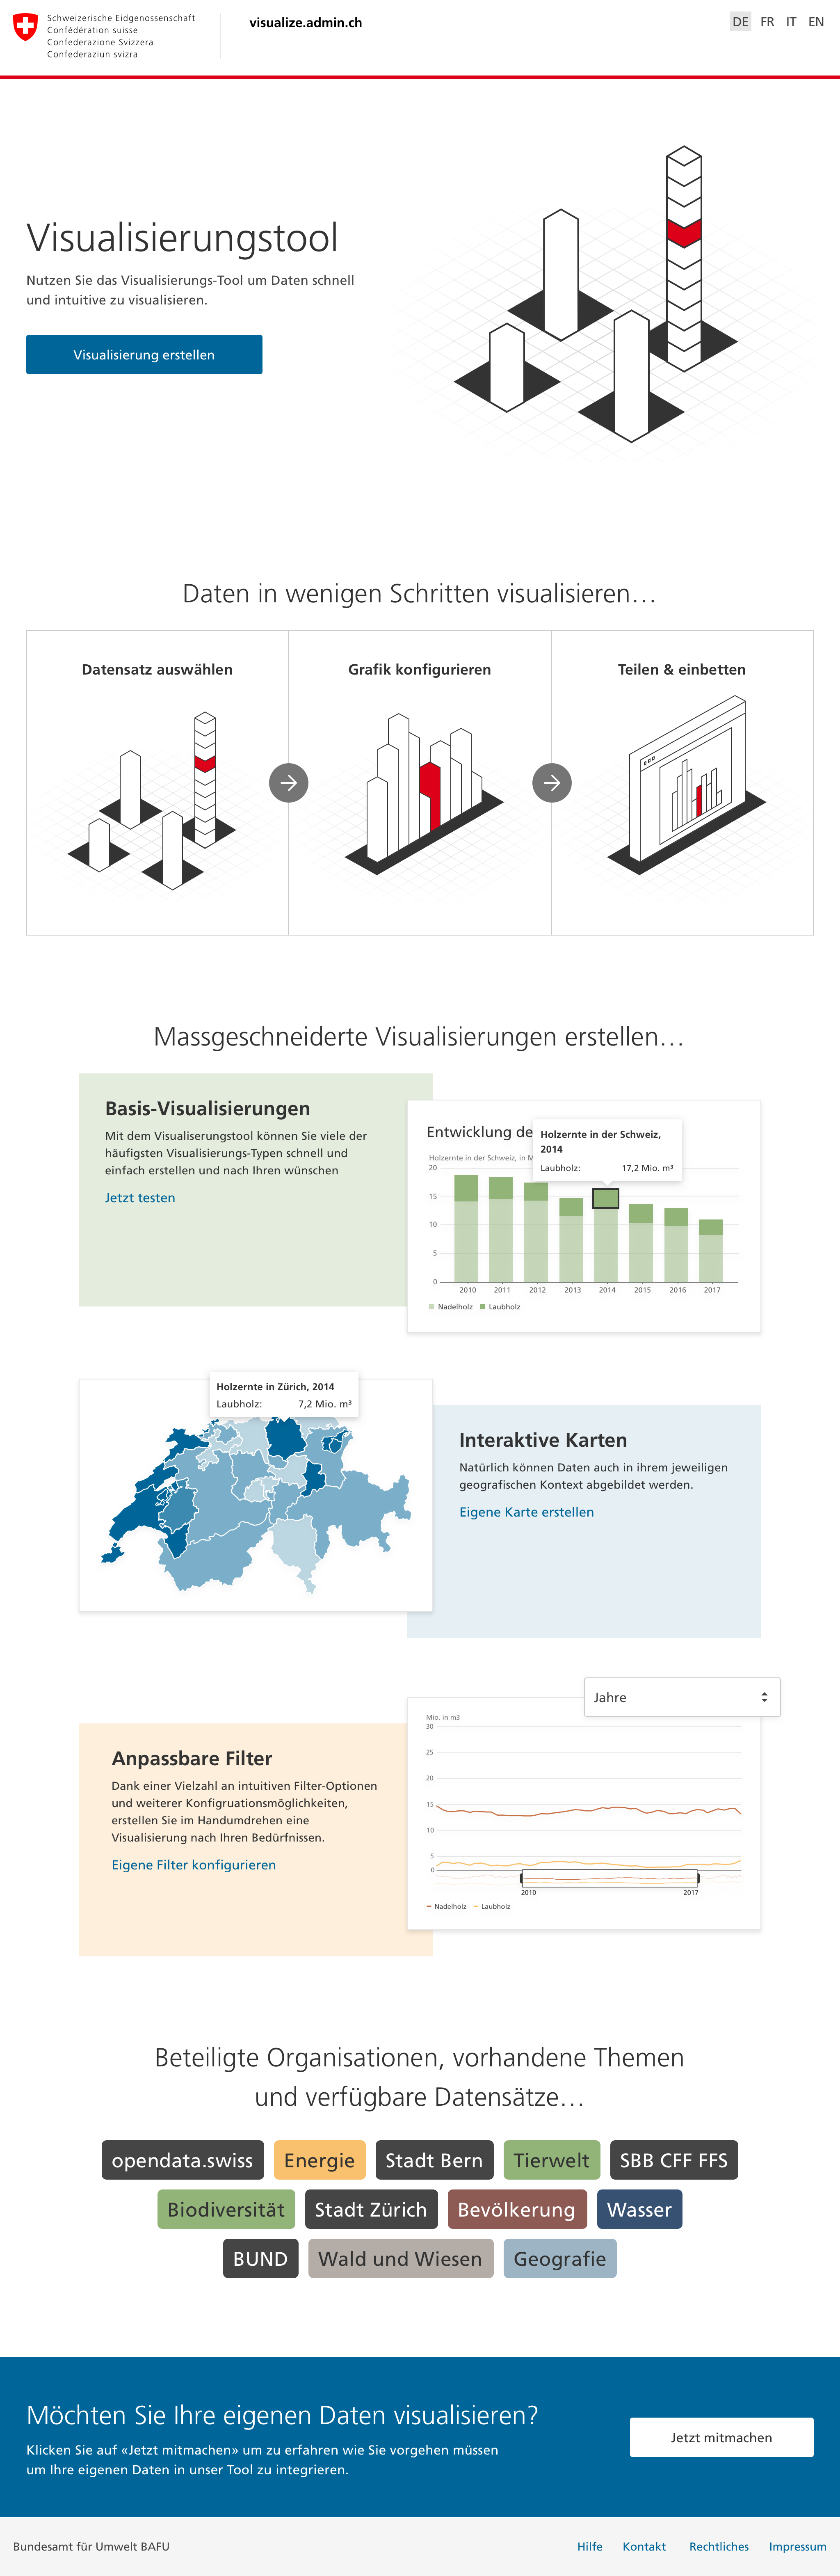 Schweizerische Eidgenossenschaft
Confédération suisse
Confederazione Svizzera
Confederaziun svizra
visualize.admin.ch
DE FR IT EN
Visualisierungstool
Nutzen Sie das Visualisierungs-Tool um Daten schnell
und intuitive zu visualisieren.
Visualisierung erstellen
Daten in wenigen Schritten visualisieren…
Datensatz auswählen
Grafik konfigurieren
Teilen & einbetten
Massgeschneiderte Visualisierungen erstellen…
Basis-Visualisierungen
Mit dem Visualiserungstool können Sie viele der
häufigsten Visualisierungs-Typen schnell und
einfach erstellen und nach Ihren wünschen
Jetzt testen
Entwicklung de
Holzernte in der Schweiz, in M
Holzernte in der Schweiz,
2014
Laubholz: 17,2 Mio. m³
20
15
10
5
0
2010 2011 2012 2013 2014 2015 2016 2017
Nadelholz Laubholz
Holzernte in Zürich, 2014
Laubholz: 7,2 Mio. m³
Interaktive Karten
Natürlich können Daten auch in ihrem jeweiligen
geografischen Kontext abgebildet werden.
Eigene Karte erstellen
Anpassbare Filter
Dank einer Vielzahl an intuitiven Filter-Optionen
und weiterer Konfigruationsmöglichkeiten,
erstellen Sie im Handumdrehen eine
Visualisierung nach Ihren Bedürfnissen.
Eigene Filter konfigurieren
Jahre
Mio. in m3
30
25
20
15
10
5
0
2010 2017
Nadelholz Laubholz
Beteiligte Organisationen, vorhandene Themen
und verfügbare Datensätze…
opendata.swiss Energie Stadt Bern Tierwelt SBB CFF FFS
Biodiversität Stadt Zürich Bevölkerung Wasser
BUND Wald und Wiesen Geografie
Möchten Sie Ihre eigenen Daten visualisieren?
Klicken Sie auf «Jetzt mitmachen» um zu erfahren wie Sie vorgehen müssen
um Ihre eigenen Daten in unser Tool zu integrieren.
Jetzt mitmachen
Bundesamt für Umwelt BAFU
Hilfe Kontakt Rechtliches Impressum